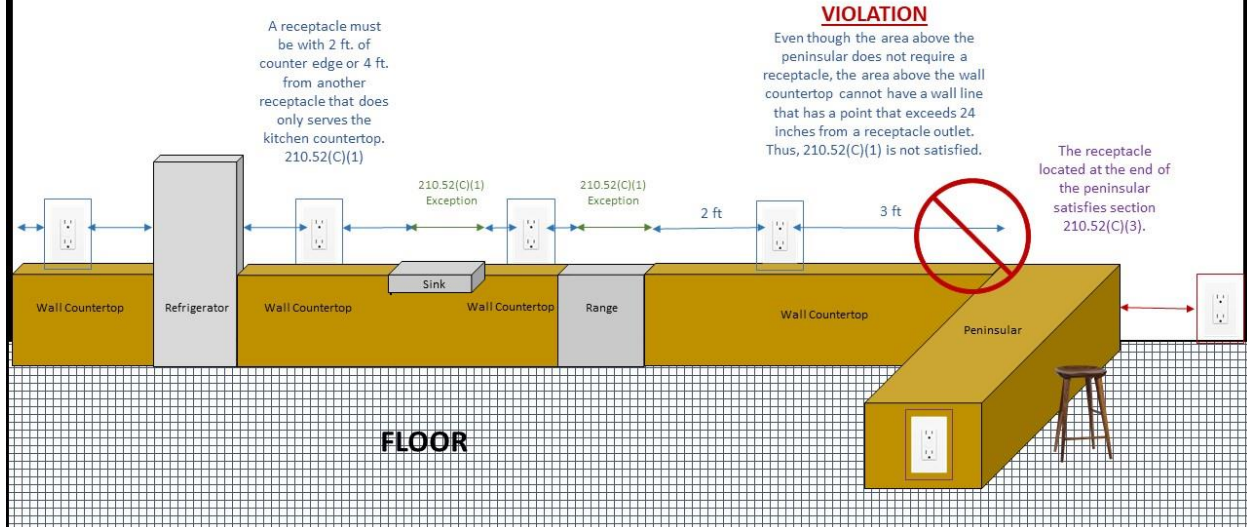 A receptacle must
be with 2 ft. of
counter edge or 4 ft.
from another
receptacle that does
only serves the
kitchen countertop.
210.52(C)(1)
VIOLATION
Even though the area above the
peninsular does not require a
receptacle, the area above the wall
countertop cannot have a wall line
that has a point that exceeds 24
inches from a receptacle outlet.
Thus, 210.52(C)(1) is not satisfied.
The receptacle
located at the end of
the peninsular
satisfies section
210.52(C)(3).
210.52(C)(1)
Exception
210.52(C)(1)
Exception
2 ft
3 ft
Sink
Wall Countertop
Refrigerator
Wall Countertop
Wall Countertop
Range
Wall Countertop
Peninsular
FLOOR